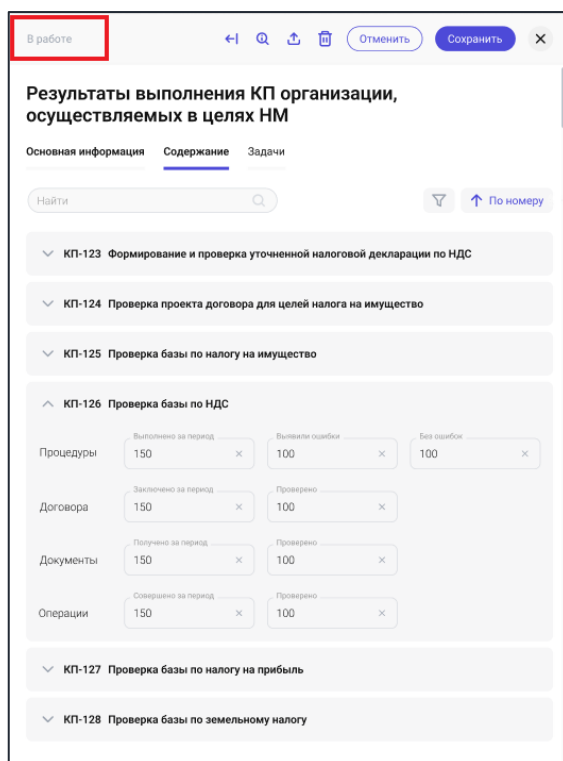 В работе
Отменить
Сохранить
Результаты выполнения КП организации,
осуществляемых в целях НМ
Основная информация Содержание Задачи
Найти
По номеру
КП-123 Формирование и проверка уточненной налоговой декларации по НДС
КП-124 Проверка проекта договора для целей налога на имущество
КП-125 Проверка базы по налогу на имущество
КП-126 Проверка базы по НДС
Выполнено за период Выявили ошибки Без ошибок
Процедуры 150 100 100
Заключено за период Проверено
Договора 150 100
Получено за период Проверено
Документы 150 100
Совершено за период Проверено
Операции 150 100
КП-127 Проверка базы по налогу на прибыль
КП-128 Проверка базы по земельному налогу